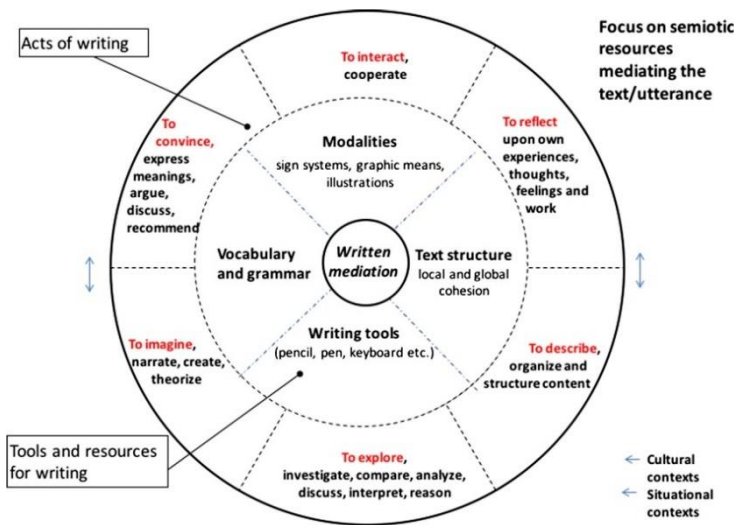 Acts of writing
Focus on semiotic
resources
mediating the
text/utterance
To interact,
cooperate
To reflect
upon own
experiences,
thoughts,
feelings and
work
To describe,
organize and
structure content
To explore,
investigate, compare, analyze,
discuss, interpret, reason
To imagine,
narrate, create,
theorize
To
convince,
express
meanings,
argue,
discuss,
recommend
Modalities
sign systems, graphic means,
illustrations
Text structure
local and global
cohesion
Writing tools
(pencil, pen, keyboard etc.)
Vocabulary
and grammar
Written
mediation
Tools and resources
for writing
Cultural
contexts
Situational
contexts